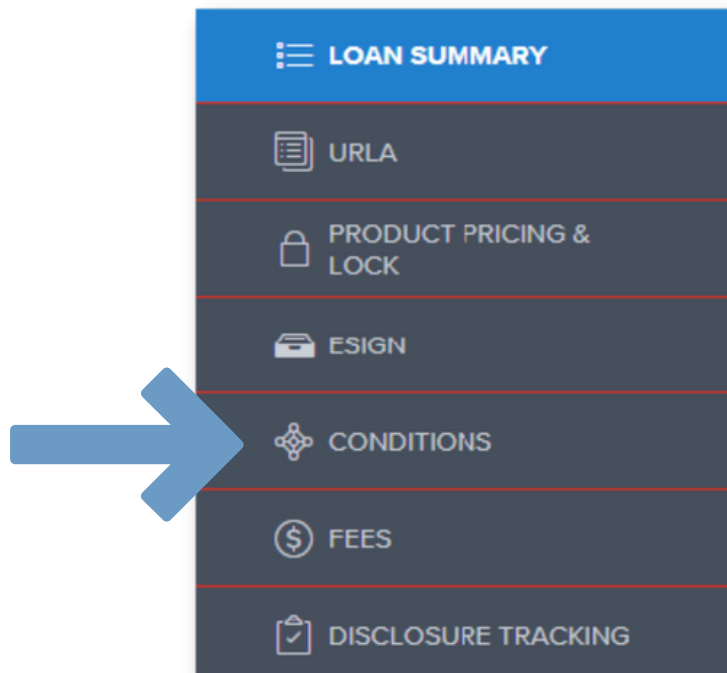 LOAN SUMMARY
URLA
PRODUCT PRICING &
LOCK
ESIGN
CONDITIONS
FEES
DISCLOSURE TRACKING